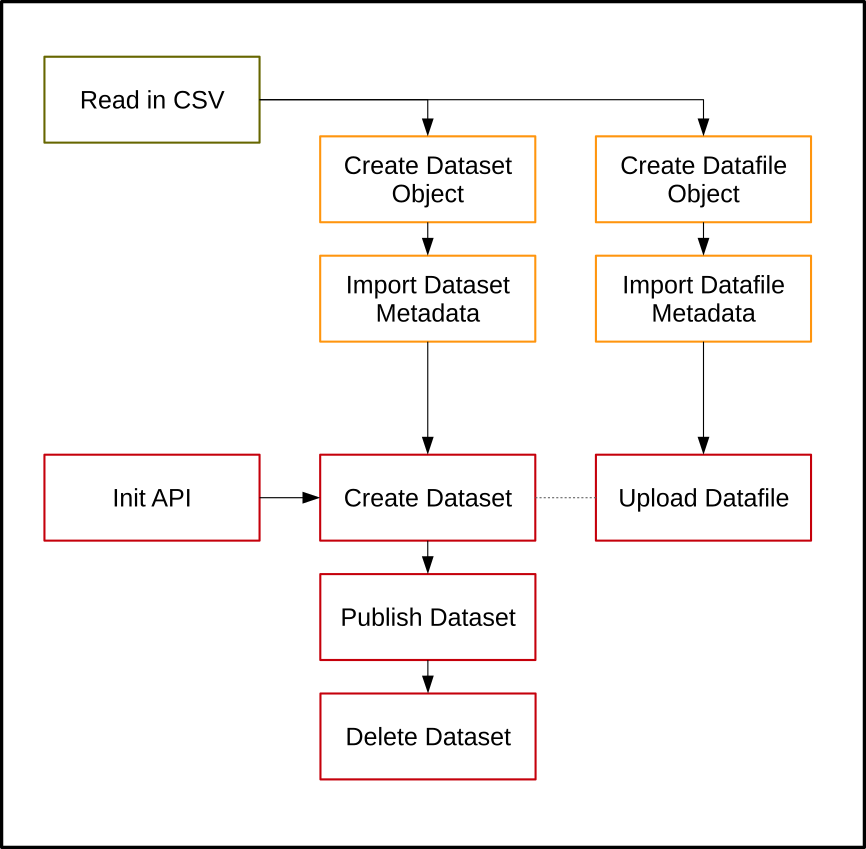 Read in CSV
Create Dataset
Object
Create Datafile
Object
Import Dataset
Metadata
Import Datafile
Metadata
Init API
Create Dataset
Upload Datafile
Publish Dataset
Delete Dataset